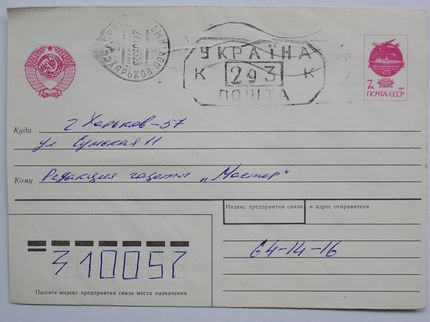 УКРАЇНА
К 293 К
ПОШТА
7к
ПОЧТА СССР
Куда
г Харьков-57
ул Сумская 11
Кому
Редакция газеты „Мастер"
Индекс предприятия связи и адрес отправителя
64-14-16
310057
Пишите индекс предприятия связи места назначения